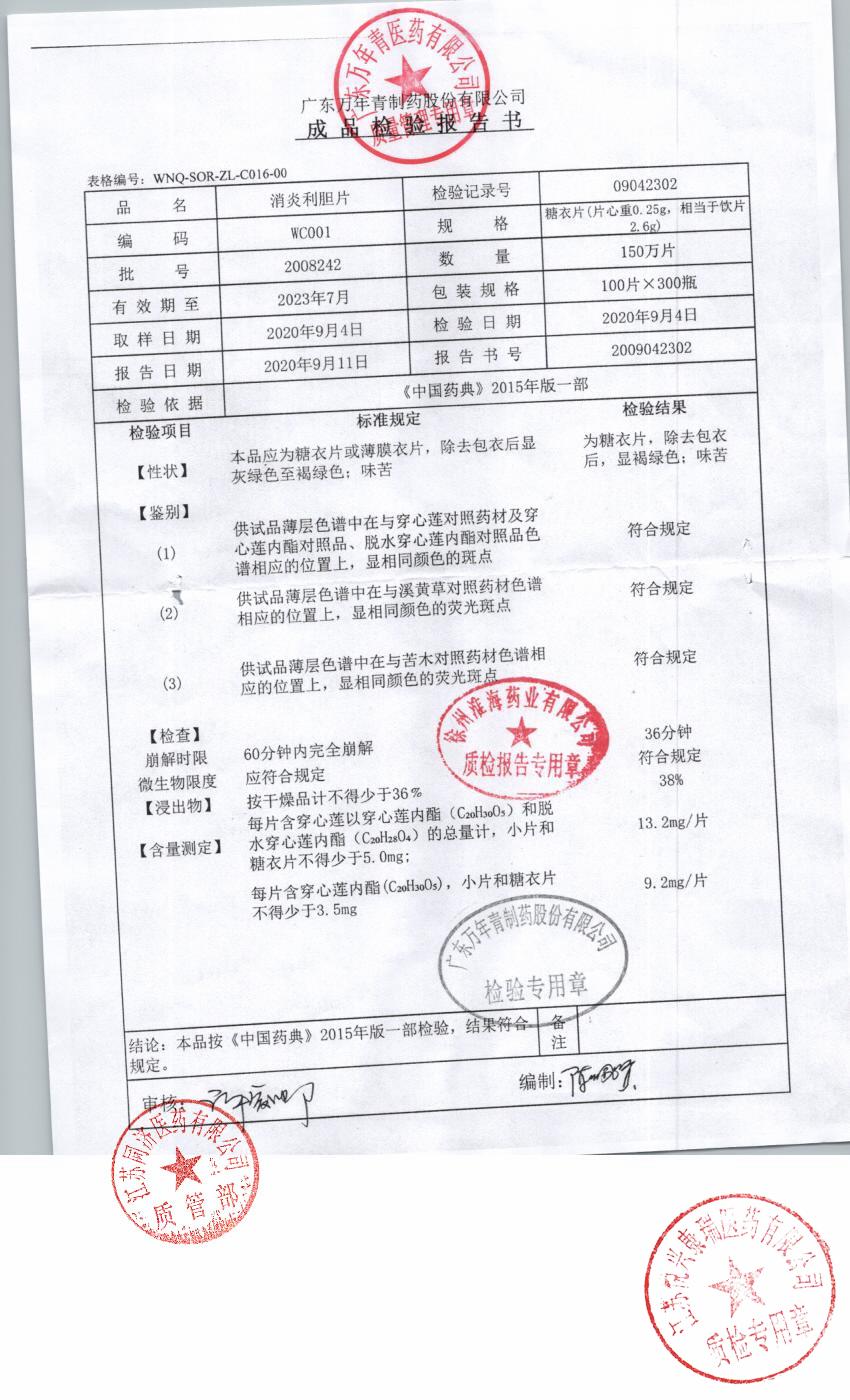 广东万年青医药有限公司
质量管理专用章
广东万年青制药股份有限公司
成品检验报告书
表格编号：WNQ-SOR-ZL-C016-00
品 名 消炎利胆片 检验记录号 09042302
编 码 WC001 规 格 糖衣片(片心重0.25g，相当于饮片
2.6g)
批 号 2008242 数 量 150万片
有效期至 2023年7月 包装规格 100片×300瓶
取样日期 2020年9月4日 检验日期 2020年9月4日
报告日期 2020年9月11日 报告书号 2009042302
检验依据 《中国药典》2015年版一部
检验项目 标准规定 检验结果
【性状】 本品应为糖衣片或薄膜衣片，除去包衣后显 为糖衣片，除去包衣
灰绿色至褐绿色；味苦 后，显褐绿色；味苦
【鉴别】
(1) 供试品薄层色谱中在与穿心莲对照药材及穿 符合规定
心莲内酯对照品、脱水穿心莲内酯对照品色
谱相应的位置上，显相同颜色的斑点
(2) 供试品薄层色谱中在与溪黄草对照药材色谱 符合规定
相应的位置上，显相同颜色的荧光斑点
(3) 供试品薄层色谱中在与苦木对照药材色谱相 符合规定
应的位置上，显相同颜色的荧光斑点
【检查】
崩解时限 60分钟内完全崩解 36分钟
微生物限度 应符合规定 符合规定
【浸出物】 按干燥品计不得少于36% 38%
【含量测定】 每片含穿心莲以穿心莲内酯（C₂₀H₃₀O₅）和脱 13.2mg/片
水穿心莲内酯（C₂₀H₂₈O₄）的总量计，小片和
糖衣片不得少于5.0mg;
每片含穿心莲内酯(C₂₀H₃₀O₅)，小片和糖衣片 9.2mg/片
不得少于3.5mg
徐州淮海药业有限公司
质检报告专用章
广东万年青制药股份有限公司
检验专用章
结论：本品按《中国药典》2015年版一部检验，结果符合 备
规定。 注
审核： 编制：
江苏同济医药有限公司
质管部
康瑞医药有限公司
质检专用章